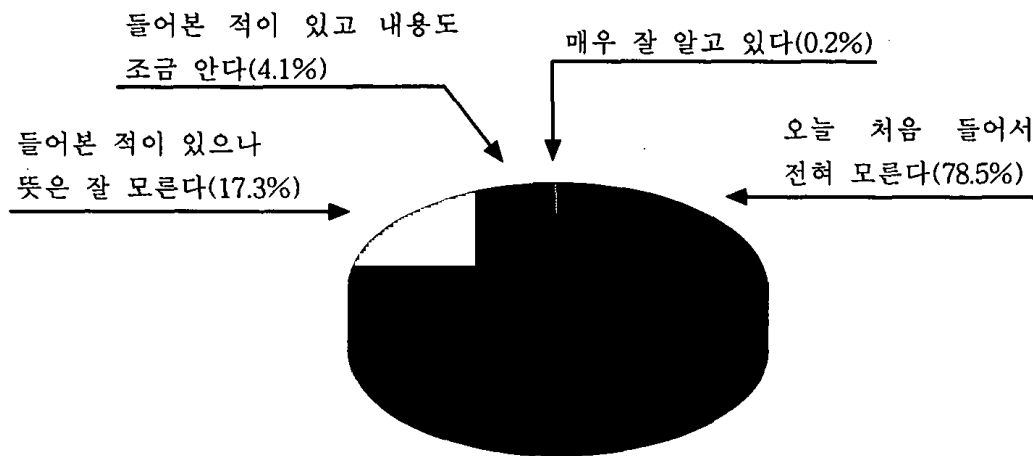 들어본 적이 있고 내용도
조금 안다(4.1%)
매우 잘 알고 있다(0.2%)
들어본 적이 있으나
뜻은 잘 모른다(17.3%)
오늘 처음 들어서
전혀 모른다(78.5%)